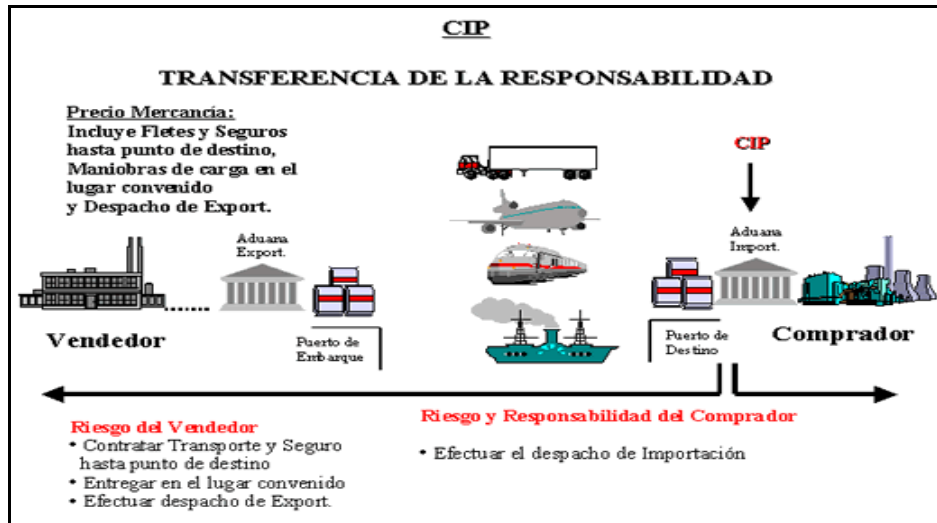 CIP
TRANSFERENCIA DE LA RESPONSABILIDAD
Precio Mercancía:
Incluye Fletes y Seguros
hasta punto de destino,
Maniobras de carga en el
lugar convenido
y Despacho de Export.
CIP
Aduana
Export.
Aduana
Import.
Vendedor
Puerto de
Embarque
Puerto de
Destino
Comprador
Riesgo del Vendedor
• Contratar Transporte y Seguro
hasta punto de destino
• Entregar en el lugar convenido
• Efectuar despacho de Export.
Riesgo y Responsabilidad del Comprador
• Efectuar el despacho de Importación